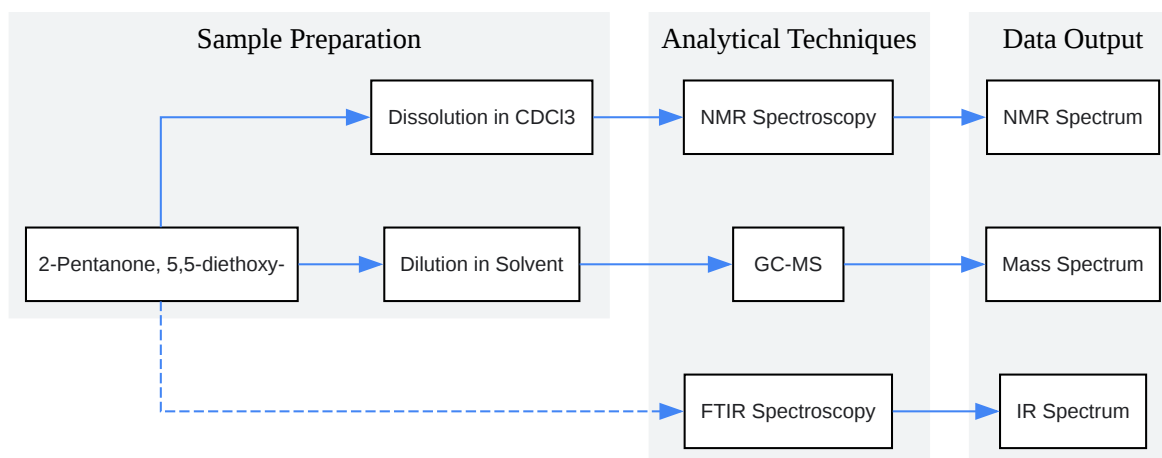 Sample Preparation
Analytical Techniques
Data Output
Dissolution in CDCl3
NMR Spectroscopy
NMR Spectrum
2-Pentanone, 5,5-diethoxy-
Dilution in Solvent
GC-MS
Mass Spectrum
FTIR Spectroscopy
IR Spectrum